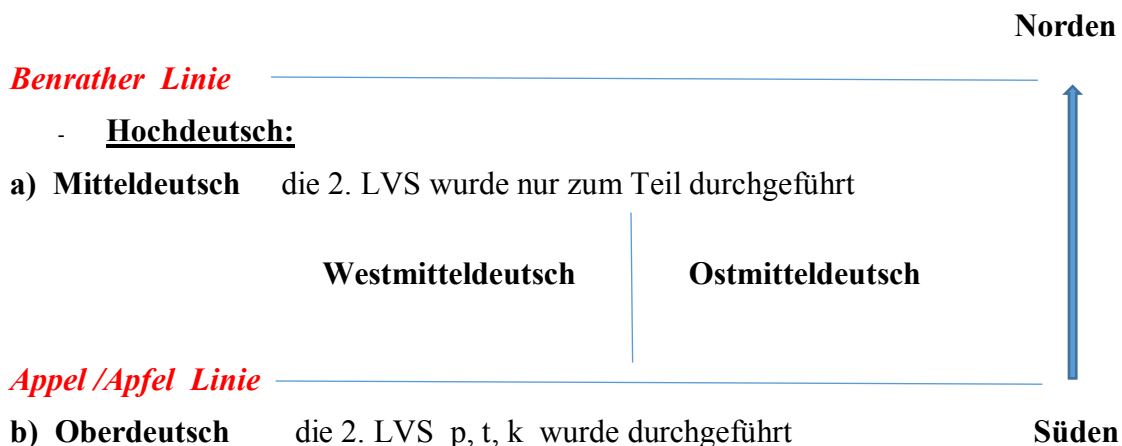 Norden
Benrather Linie
- Hochdeutsch:
a) Mitteldeutsch die 2. LVS wurde nur zum Teil durchgeführt
Westmitteldeutsch Ostmitteldeutsch
Appel /Apfel Linie
b) Oberdeutsch die 2. LVS p, t, k wurde durchgeführt Süden